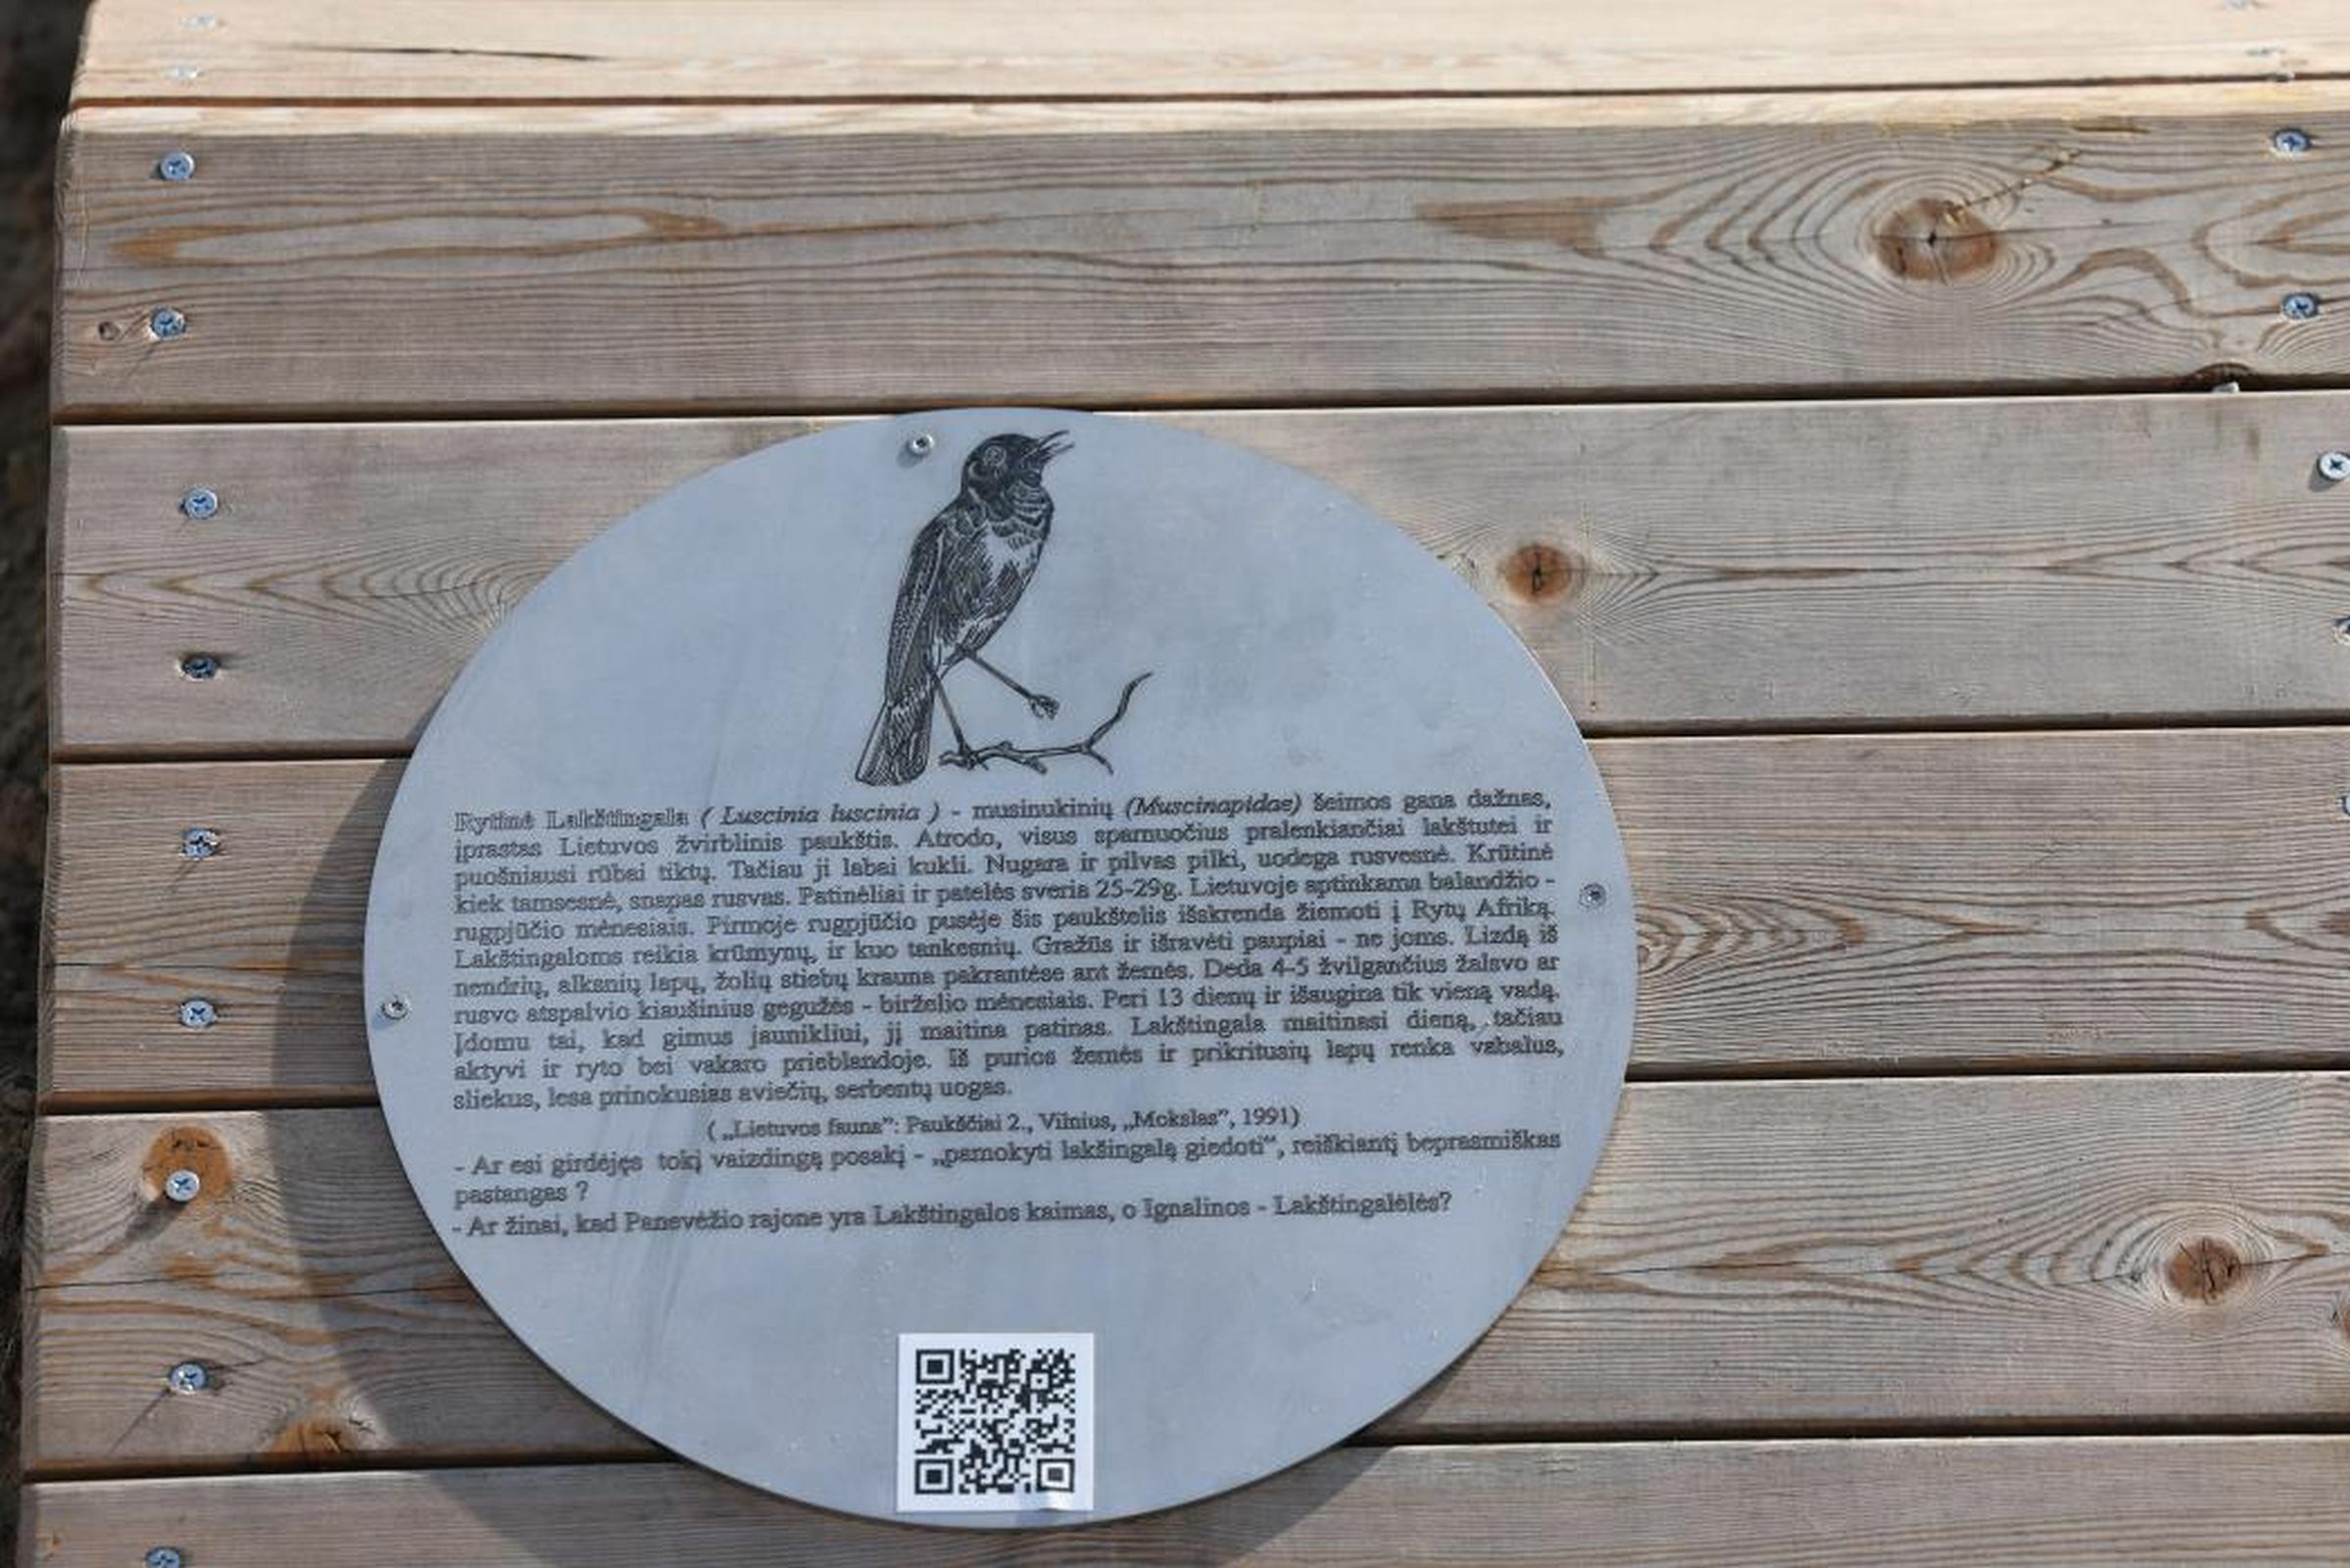 Rytinė Lakštingala ( Luscinia luscinia ) - musinukinių (Muscinapidae) šeimos gana dažnas,
įprastas Lietuvos žvirblinis paukštis. Atrodo, visus sparnuočius pralenkiančiai lakštutei ir
puošniausi rūbai tiktų. Tačiau ji labai kukli. Nugara ir pilvas pilki, uodega rusvesnė. Krūtinė
kiek tamsesnė, snapas rusvas. Patinėliai ir patelės sveria 25-29g. Lietuvoje aptinkama balandžio -
rugpjūčio mėnesiais. Pirmoje rugpjūčio pusėje šis paukštelis išskrenda žiemoti į Rytų Afriką.
Lakštingaloms reikia krūmynų, ir kuo tankesnių. Gražūs ir išravėti paupiai - ne joms. Lizdą iš
nendrių, alksnių lapų, žolių stiebų krauna pakrantėse ant žemės. Deda 4-5 žvilgančius žalsvo ar
rusvo atspalvio kiaušinius gegužės - birželio mėnesiais. Peri 13 dienų ir išaugina tik vieną vadą.
Įdomu tai, kad gimus jaunikliui, jį maitina patinas. Lakštingala maitinasi dieną, tačiau
aktyvi ir ryto bei vakaro prieblandoje. Iš purios žemės ir prikritusių lapų renka vabalus,
sliekus, lesa prinokusias aviečių, serbentų uogas.
( „Lietuvos fauna”: Paukščiai 2., Vilnius, „Mokslas”, 1991)
- Ar esi girdėjęs tokį vaizdingą posakį - „pamokyti lakšingalą giedoti“, reiškiantį beprasmiškas
pastangas ?
- Ar žinai, kad Panevėžio rajone yra Lakštingalos kaimas, o Ignalinos - Lakštingalėlės?